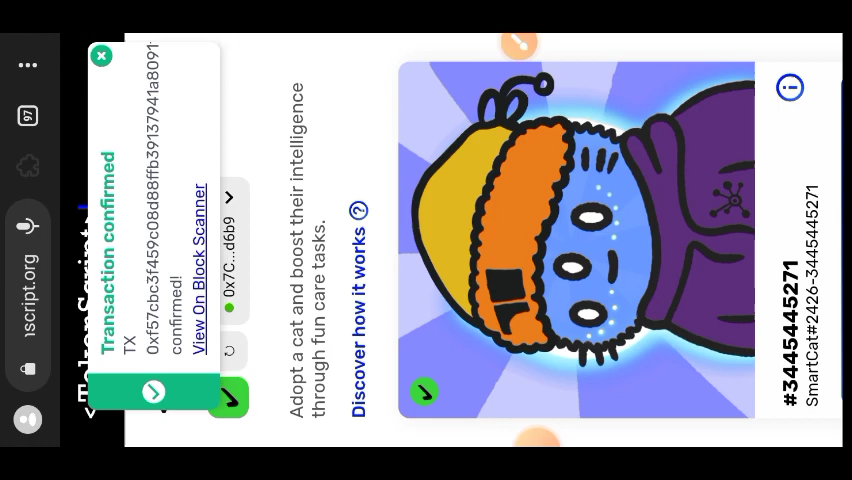 1script.org
97
Transaction confirmed
TX
0xf57cbc3f459c08d88ffb39137941a8091
confirmed!
View On Block Scanner
0x7C...d6b9
Adopt a cat and boost their intelligence
through fun care tasks.
Discover how it works
#3445445271
SmartCat#2426-3445445271